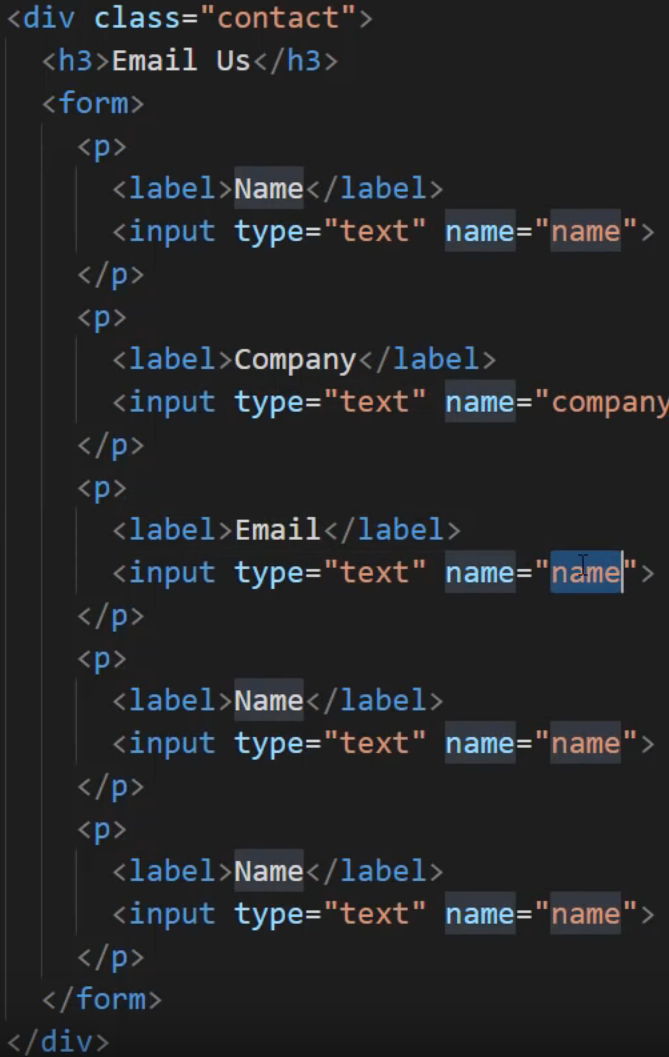 <div class="contact">
<h3>Email Us</h3>
<form>
<p>
<label>Name</label>
<input type="text" name="name">
</p>
<p>
<label>Company</label>
<input type="text" name="company
</p>
<p>
<label>Email</label>
<input type="text" name="name">
</p>
<p>
<label>Name</label>
<input type="text" name="name">
</p>
<p>
<label>Name</label>
<input type="text" name="name">
</p>
</form>
</div>